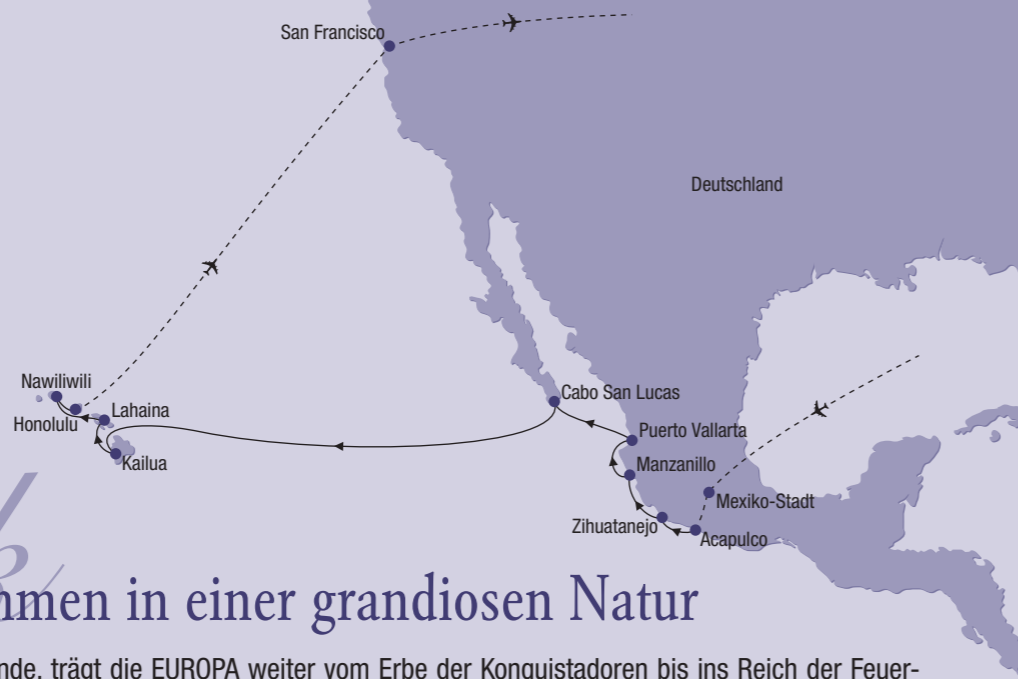 San Francisco
Deutschland
Nawiliwili
Honolulu
Lahaina
Kailua
Cabo San Lucas
Puerto Vallarta
Manzanillo
Mexiko-Stadt
Zihuatanejo
Acapulco
mmen in einer grandiosen Natur
nde, trägt die EUROPA weiter vom Erbe der Konquistadoren bis ins Reich der Feuer-